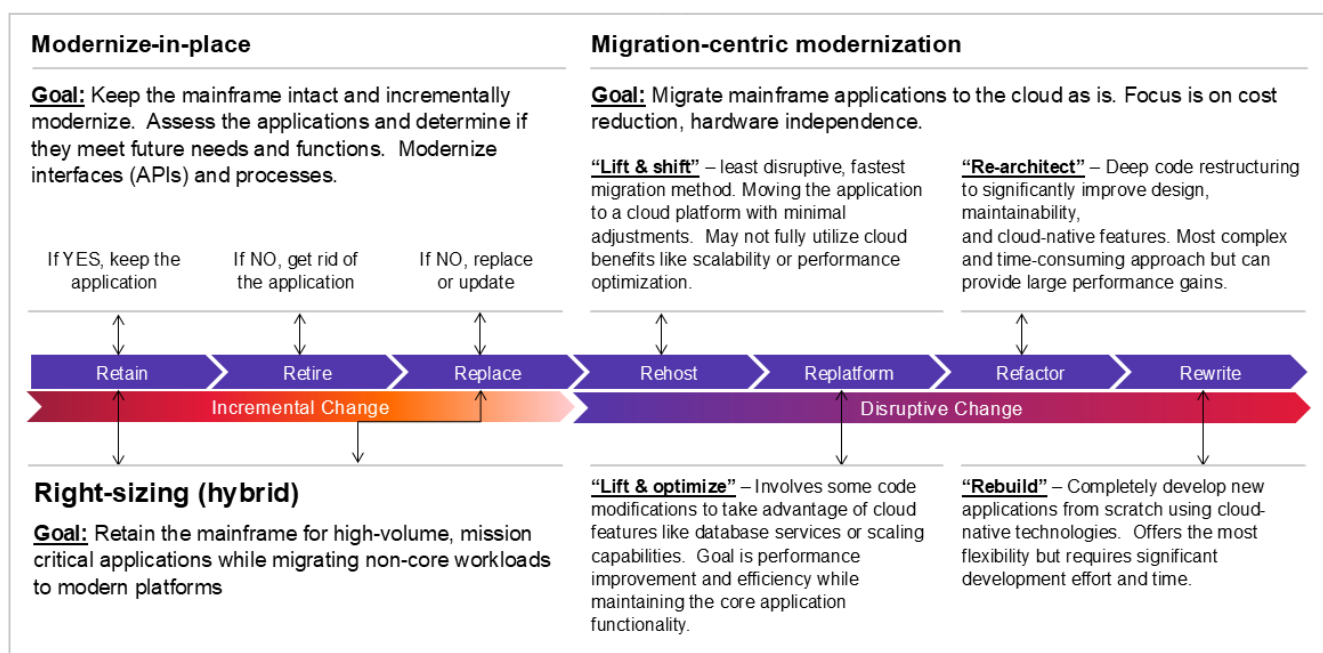 Modernize-in-place
Goal: Keep the mainframe intact and incrementally
modernize.  Assess the applications and determine if
they meet future needs and functions.  Modernize
interfaces (APIs) and processes.
If YES, keep the
application
If NO, get rid of
the application
If NO, replace
or update
Migration-centric modernization
Goal: Migrate mainframe applications to the cloud as is. Focus is on cost
reduction, hardware independence.
“Lift & shift” – least disruptive, fastest
migration method. Moving the application
to a cloud platform with minimal
adjustments.  May not fully utilize cloud
benefits like scalability or performance
optimization.
“Re-architect” – Deep code restructuring
to significantly improve design,
maintainability,
and cloud-native features. Most complex
and time-consuming approach but can
provide large performance gains.
Retain
Retire
Replace
Rehost
Replatform
Refactor
Rewrite
Incremental Change
Disruptive Change
Right-sizing (hybrid)
Goal: Retain the mainframe for high-volume, mission
critical applications while migrating non-core workloads
to modern platforms
“Lift & optimize” – Involves some code
modifications to take advantage of cloud
features like database services or scaling
capabilities.  Goal is performance
improvement and efficiency while
maintaining the core application
functionality.
“Rebuild” – Completely develop new
applications from scratch using cloud-
native technologies.  Offers the most
flexibility but requires significant
development effort and time.